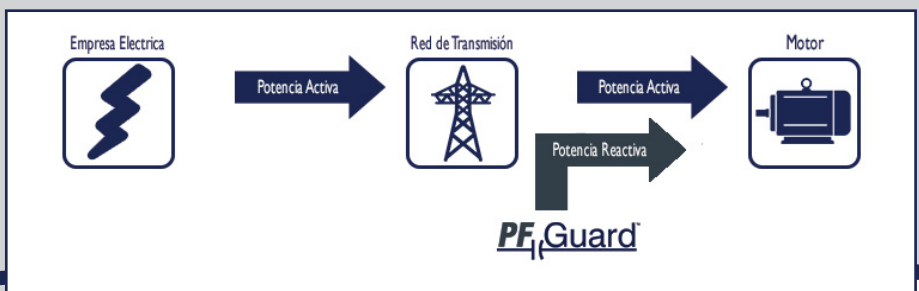 Empresa Electrica
Red de Transmisión
Motor
Potencia Activa
Potencia Activa
Potencia Reactiva
PF Guard